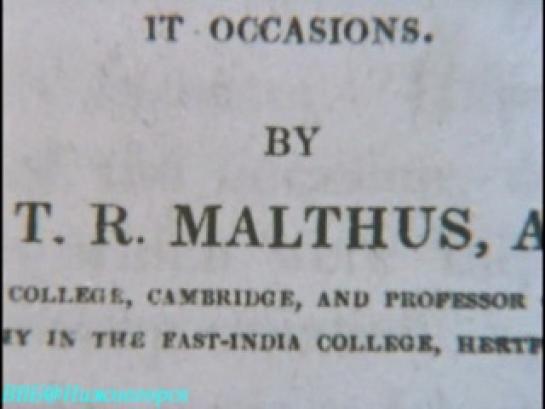 IT OCCASIONS.
BY
T. R. MALTHUS, A
COLLEGE, CAMBRIDGE, AND PROFESSOR
IN THE EAST-INDIA COLLEGE,